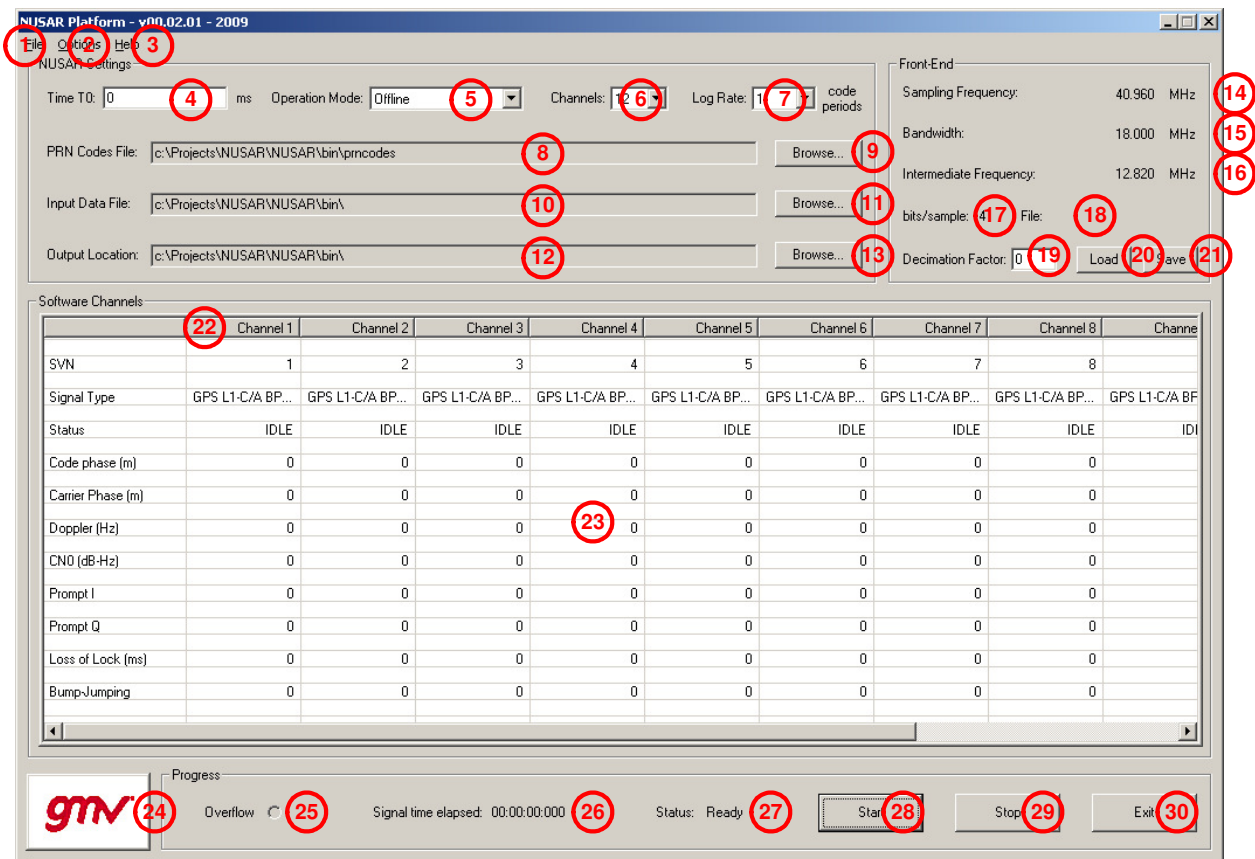 NUSAR Platform - v00.02.01 - 2009
File Options Help
1 2 3
NUSAR Settings
Time T0: 0 4 ms Operation Mode: Offline 5 Channels: 12 6 Log Rate: 1 7 code periods
PRN Codes File: c:\Projects\NUSAR\NUSAR\bin\prncodes 8 Browse... 9
Input Data File: c:\Projects\NUSAR\NUSAR\bin\ 10 Browse... 11
Output Location: c:\Projects\NUSAR\NUSAR\bin\ 12 Browse... 13
Front-End
Sampling Frequency: 40.960 MHz 14
Bandwidth: 18.000 MHz 15
Intermediate Frequency: 12.820 MHz 16
bits/sample: 4 17 File: 18
Decimation Factor: 0 19 Load 20 Save 21
Software Channels
22 Channel 1 Channel 2 Channel 3 Channel 4 Channel 5 Channel 6 Channel 7 Channel 8 Channe
SVN 1 2 3 4 5 6 7 8
Signal Type GPS L1-C/A BP... GPS L1-C/A BP... GPS L1-C/A BP... GPS L1-C/A BP... GPS L1-C/A BP... GPS L1-C/A BP... GPS L1-C/A BP... GPS L1-C/A BP... GPS L1-C/A BF
Status IDLE IDLE IDLE IDLE IDLE IDLE IDLE IDLE IDI
Code phase (m) 0 0 0 0 0 0 0 0
Carrier Phase (m) 0 0 0 0 0 0 0 0
Doppler (Hz) 0 0 0 23 0 0 0 0 0
CN0 (dB-Hz) 0 0 0 0 0 0 0 0
Prompt I 0 0 0 0 0 0 0 0
Prompt Q 0 0 0 0 0 0 0 0
Loss of Lock (ms) 0 0 0 0 0 0 0 0
Bump-Jumping 0 0 0 0 0 0 0 0
gmv 24
Progress
Overflow 25 Signal time elapsed: 00:00:00:000 26 Status: Ready 27 Start 28 Stop 29 Exit 30